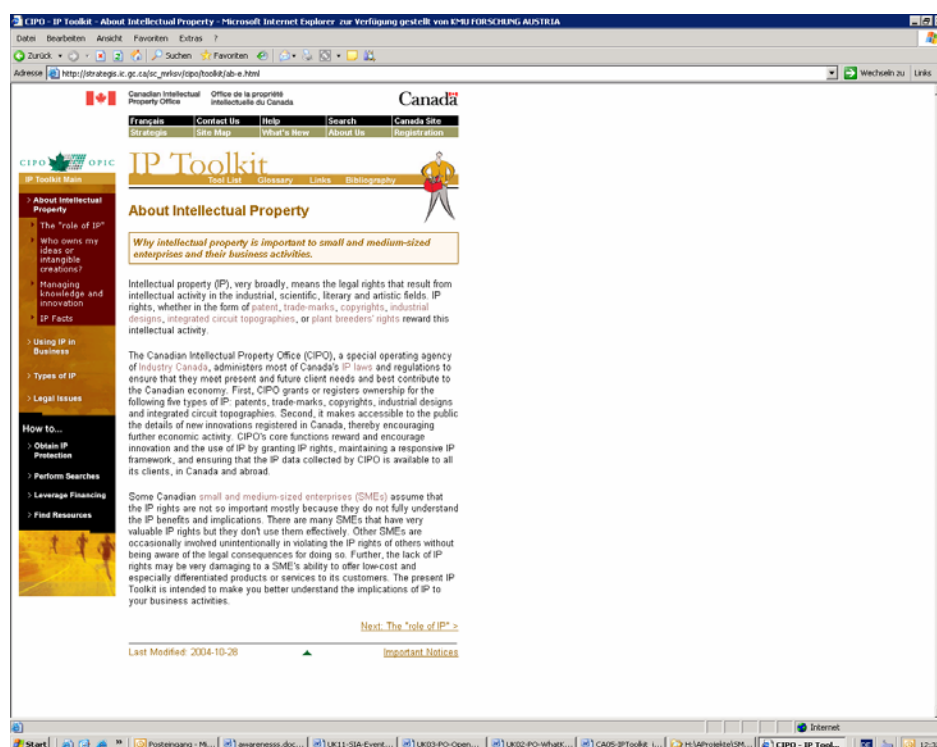 CIPO - IP Toolkit - About Intellectual Property - Microsoft Internet Explorer zur Verfügung gestellt von KMU FORSCHUNG AUSTRIA
Datei Bearbeiten Ansicht Favoriten Extras ?
Zurück Suchen Favoriten
Adresse http://strategis.ic.gc.ca/sc_mrksv/cipo/toolkit/ab-e.html Wechseln zu Links
Canadian Intellectual Property Office
Office de la propriété intellectuelle du Canada
Canada
Français Contact Us Help Search Canada Site
Strategis Site Map What's New About Us Registration
CIPO OPIC
IP Toolkit
Tool List Glossary Links Bibliography
IP Toolkit Main
> About Intellectual
Property
The "role of IP"
Who owns my
ideas or
intangible
creations?
Managing
knowledge and
innovation
IP Facts
> Using IP in
Business
> Types of IP
> Legal Issues
How to...
> Obtain IP
Protection
> Perform Searches
> Leverage Financing
> Find Resources
About Intellectual Property
Why intellectual property is important to small and medium-sized
enterprises and their business activities.
Intellectual property (IP), very broadly, means the legal rights that result from
intellectual activity in the industrial, scientific, literary and artistic fields. IP
rights, whether in the form of patent, trade-marks, copyrights, industrial
designs, integrated circuit topographies, or plant breeders' rights reward this
intellectual activity.
The Canadian Intellectual Property Office (CIPO), a special operating agency
of Industry Canada, administers most of Canada's IP laws and regulations to
ensure that they meet present and future client needs and best contribute to
the Canadian economy. First, CIPO grants or registers ownership for the
following five types of IP: patents, trade-marks, copyrights, industrial designs
and integrated circuit topographies. Second, it makes accessible to the public
the details of new innovations registered in Canada, thereby encouraging
further economic activity. CIPO's core functions reward and encourage
innovation and the use of IP by granting IP rights, maintaining a responsive IP
framework, and ensuring that the IP data collected by CIPO is available to all
its clients, in Canada and abroad.
Some Canadian small and medium-sized enterprises (SMEs) assume that
the IP rights are not so important mostly because they do not fully understand
the IP benefits and implications. There are many SMEs that have very
valuable IP rights but they don't use them effectively. Other SMEs are
occasionally involved unintentionally in violating the IP rights of others without
being aware of the legal consequences for doing so. Further, the lack of IP
rights may be very damaging to a SME's ability to offer low-cost and
especially differentiated products or services to its customers. The present IP
Toolkit is intended to make you better understand the implications of IP to
your business activities.
Next: The "role of IP" >
Last Modified: 2004-10-28 Important Notices
Internet
Start Posteingang - Mi... awarenesss.doc... UK11-SIA-Event... UK03-PO-Open... UK02-PO-WhatK... CA05-IPToolkit_i... H:\AProjekte\SM... CIPO - IP Tool...